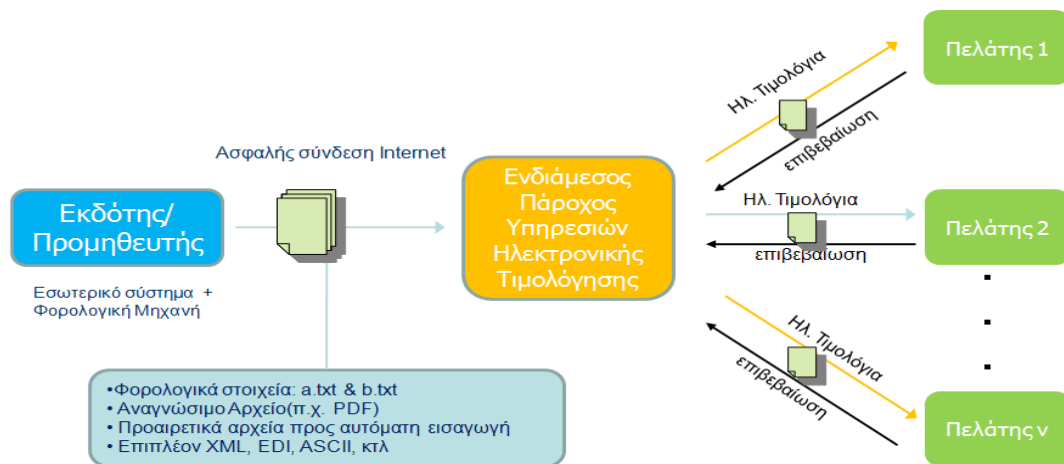 Πελάτης 1
Ηλ. Τιμολόγια
επιβεβαίωση
Ασφαλής σύνδεση Internet
Εκδότης/
Προμηθευτής
Ενδιάμεσος
Πάροχος
Υπηρεσιών
Ηλεκτρονικής
Τιμολόγησης
Ηλ. Τιμολόγια
επιβεβαίωση
Πελάτης 2
Εσωτερικό σύστημα +
Φορολογική Μηχανή
Ηλ. Τιμολόγια
επιβεβαίωση
•Φορολογικά στοιχεία: a.txt & b.txt
•Αναγνώσιμο Αρχείο(π.χ. PDF)
•Προαιρετικά αρχεία προς αυτόματη εισαγωγή
•Επιπλέον XML, EDI, ASCII, κτλ
Πελάτης ν